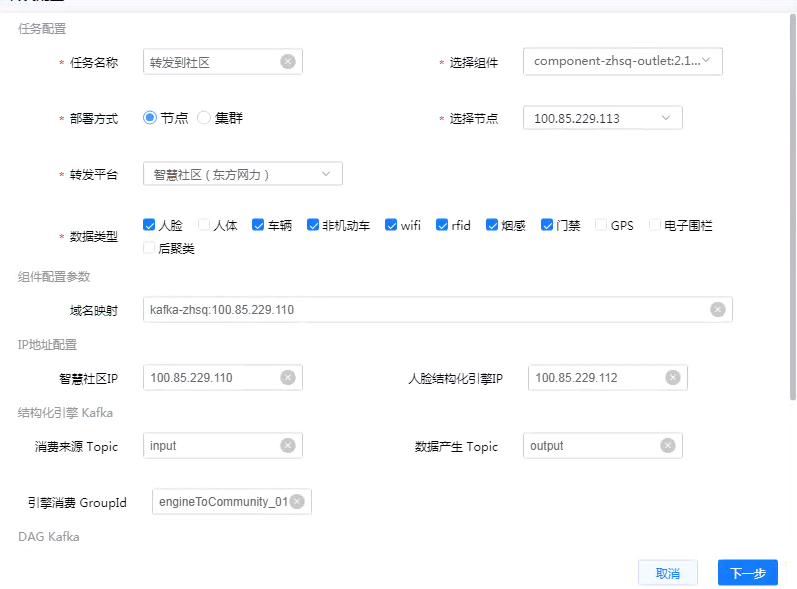 任务配置
* 任务名称 转发到社区 * 选择组件 component-zhsq-outlet:2.1...
* 部署方式 节点 集群 * 选择节点 100.85.229.113
* 转发平台 智慧社区 ( 东方网力 )
* 数据类型 人脸 人体 车辆 非机动车 wifi rfid 烟感 门禁 GPS 电子围栏
后聚类
组件配置参数
域名映射 kafka-zhsq:100.85.229.110
IP地址配置
智慧社区IP 100.85.229.110 人脸结构化引擎IP 100.85.229.112
结构化引擎 Kafka
消费来源 Topic input 数据产生 Topic output
引擎消费 GroupId engineToCommunity_01
DAG Kafka
取消 下一步